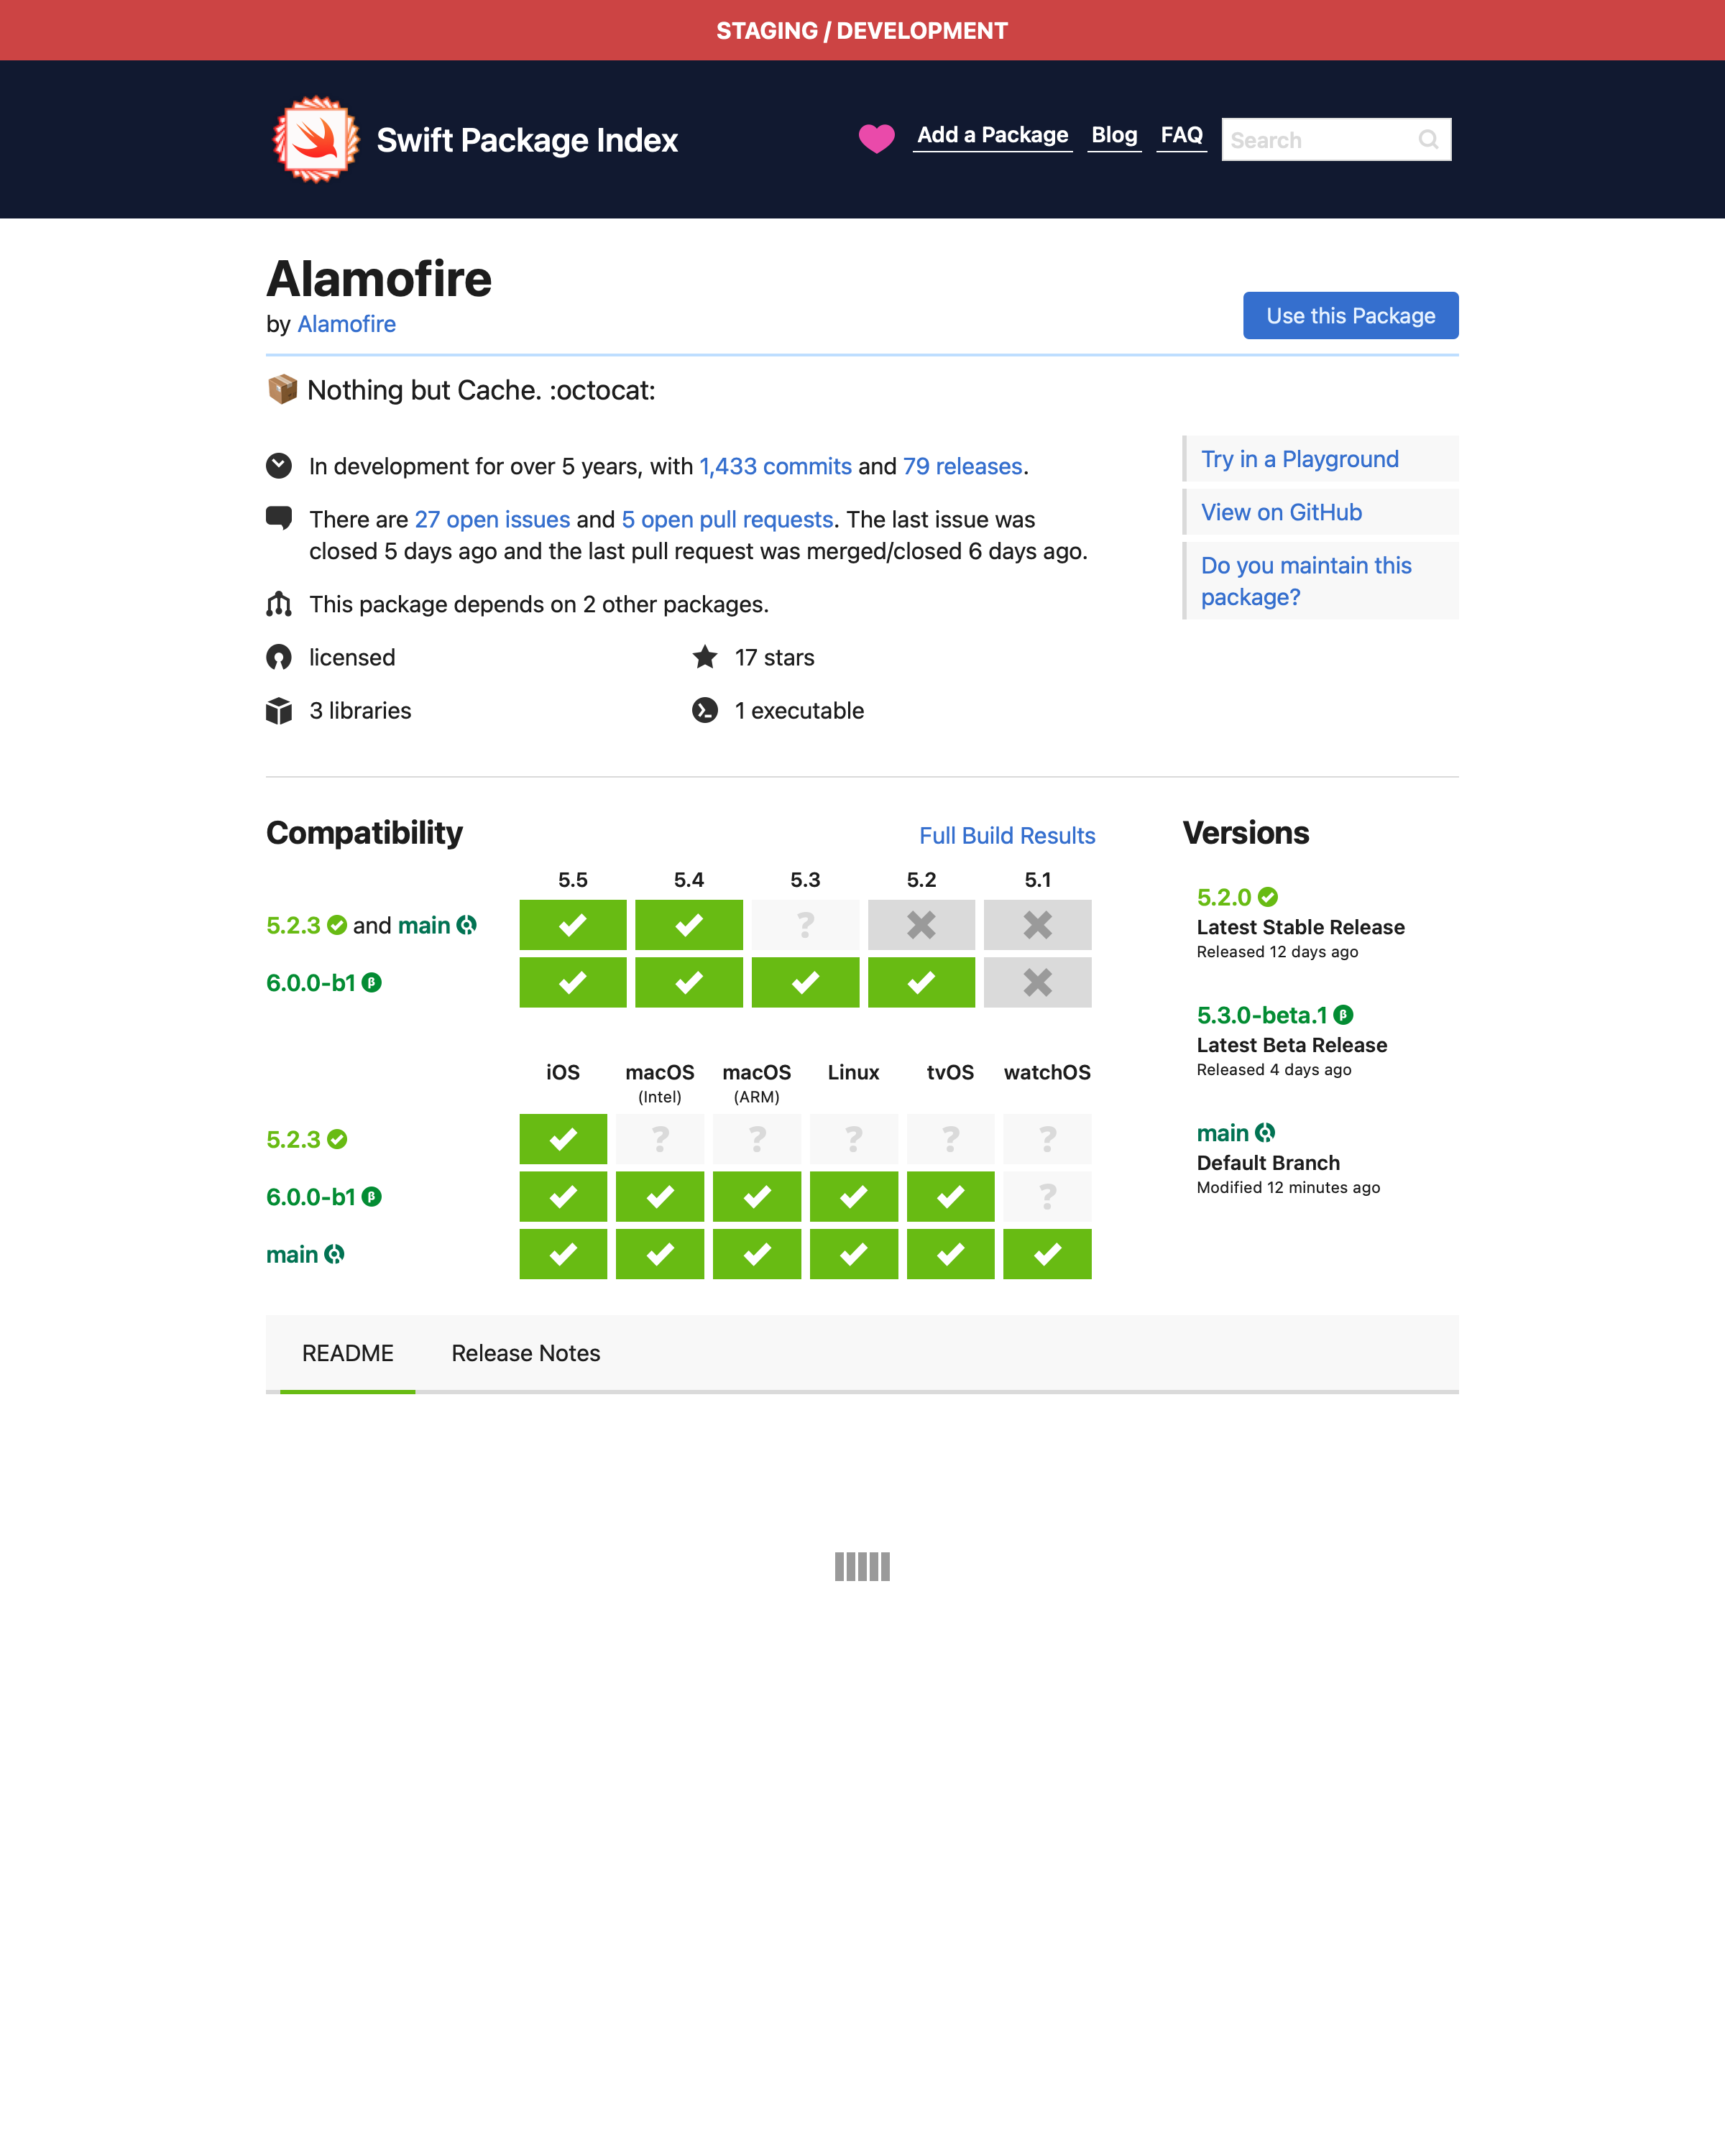 STAGING / DEVELOPMENT
Swift Package Index
Add a Package Blog FAQ Search
Alamofire
by Alamofire
Use this Package
📦 Nothing but Cache. :octocat:
In development for over 5 years, with 1,433 commits and 79 releases.
There are 27 open issues and 5 open pull requests. The last issue was
closed 5 days ago and the last pull request was merged/closed 6 days ago.
This package depends on 2 other packages.
licensed 17 stars
3 libraries 1 executable
Try in a Playground
View on GitHub
Do you maintain this
package?
Compatibility Full Build Results
5.5 5.4 5.3 5.2 5.1
5.2.3 and main ?
6.0.0-b1 β
iOS macOS macOS Linux tvOS watchOS
(Intel) (ARM)
5.2.3 ? ? ? ? ?
6.0.0-b1 β ?
main
Versions
5.2.0
Latest Stable Release
Released 12 days ago
5.3.0-beta.1 β
Latest Beta Release
Released 4 days ago
main
Default Branch
Modified 12 minutes ago
README Release Notes